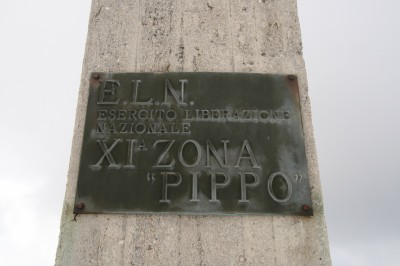 E.L.N.
ESERCITO LIBERAZIONE
NAZIONALE
XIª ZONA
"PIPPO"